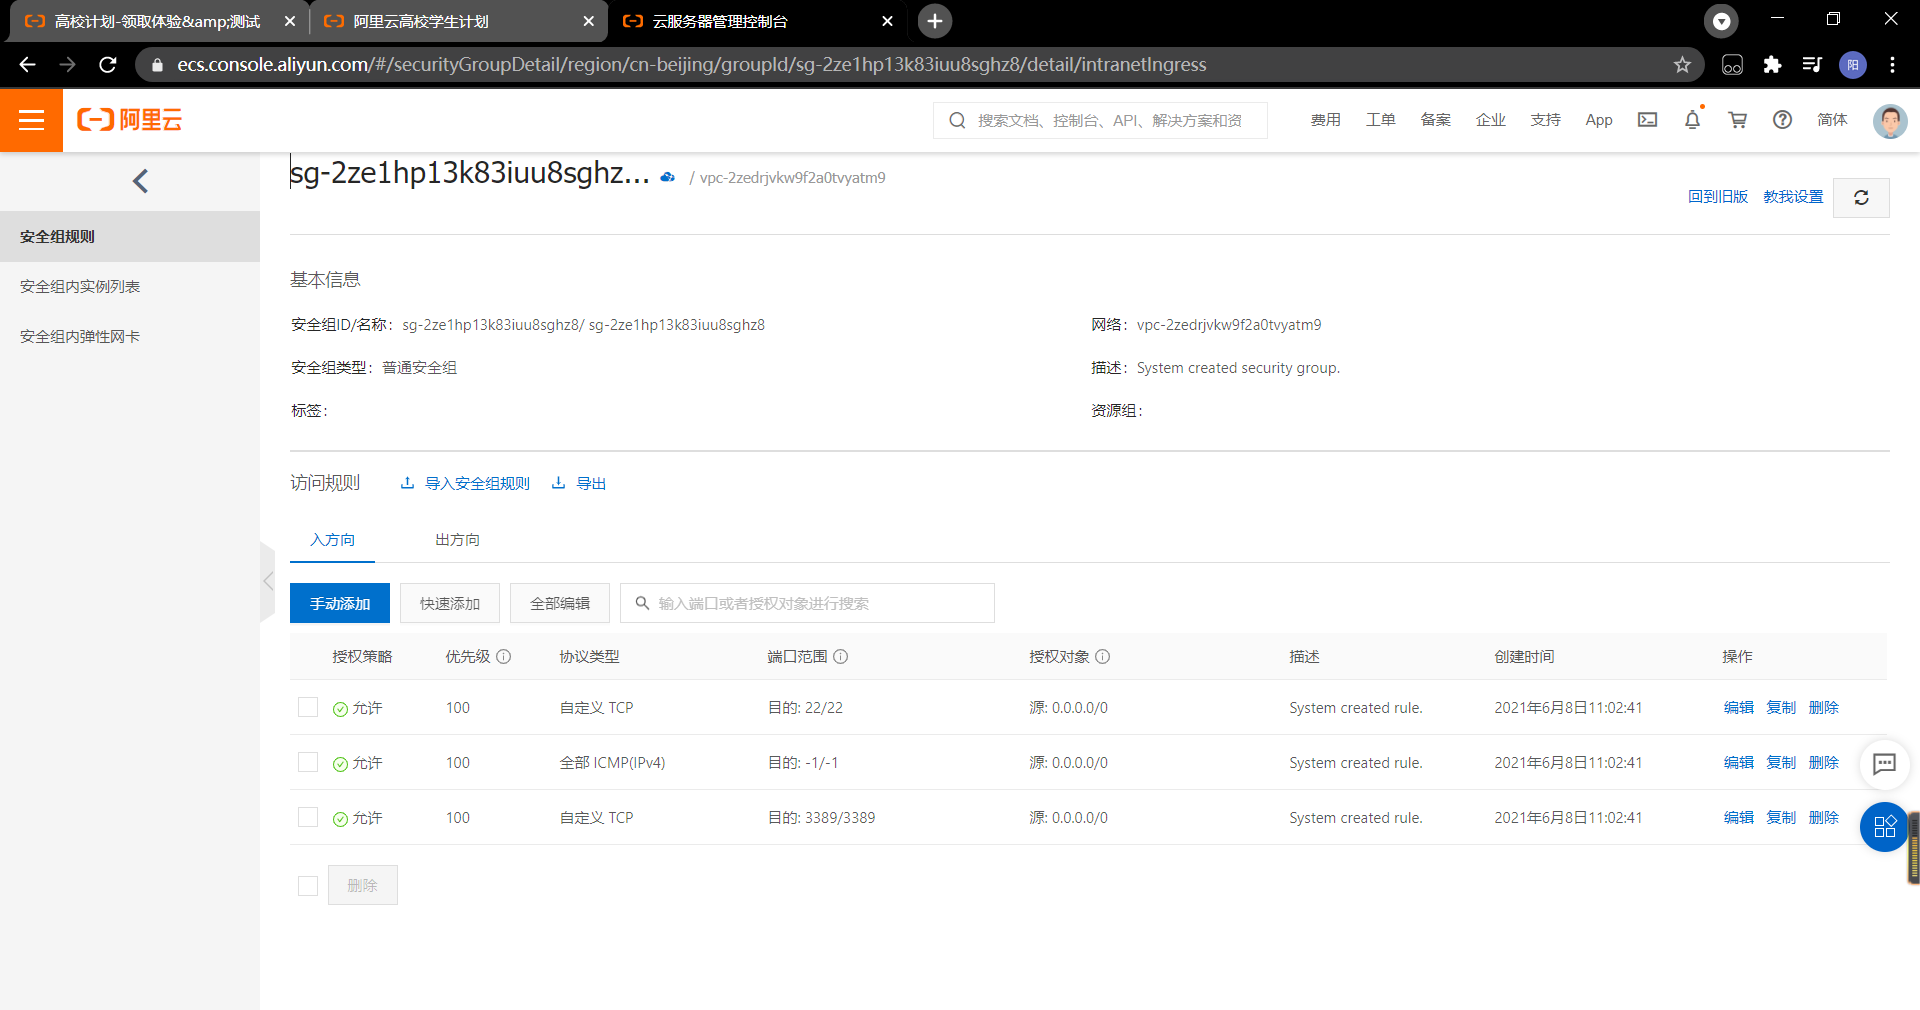 高校计划-领取体验&amp;测试
阿里云高校学生计划
云服务器管理控制台
ecs.console.aliyun.com/#/securityGroupDetail/region/cn-beijing/groupId/sg-2ze1hp13k83iuu8sghz8/detail/intranetIngress
阳
阿里云
搜索文档、控制台、API、解决方案和资
费用 工单 备案 企业 支持 App 简体
sg-2ze1hp13k83iuu8sghz... / vpc-2zedrjvkw9f2a0tvyatm9
回到旧版 教我设置
安全组规则
安全组内实例列表
安全组内弹性网卡
基本信息
安全组ID/名称: sg-2ze1hp13k83iuu8sghz8/ sg-2ze1hp13k83iuu8sghz8
网络: vpc-2zedrjvkw9f2a0tvyatm9
安全组类型: 普通安全组
描述: System created security group.
标签:
资源组:
访问规则 导入安全组规则 导出
入方向 出方向
手动添加 快速添加 全部编辑 输入端口或者授权对象进行搜索
授权策略 优先级 协议类型 端口范围 授权对象 描述 创建时间 操作
允许 100 自定义 TCP 目的: 22/22 源: 0.0.0.0/0 System created rule. 2021年6月8日11:02:41 编辑 复制 删除
允许 100 全部 ICMP(IPv4) 目的: -1/-1 源: 0.0.0.0/0 System created rule. 2021年6月8日11:02:41 编辑 复制 删除
允许 100 自定义 TCP 目的: 3389/3389 源: 0.0.0.0/0 System created rule. 2021年6月8日11:02:41 编辑 复制 删除
删除